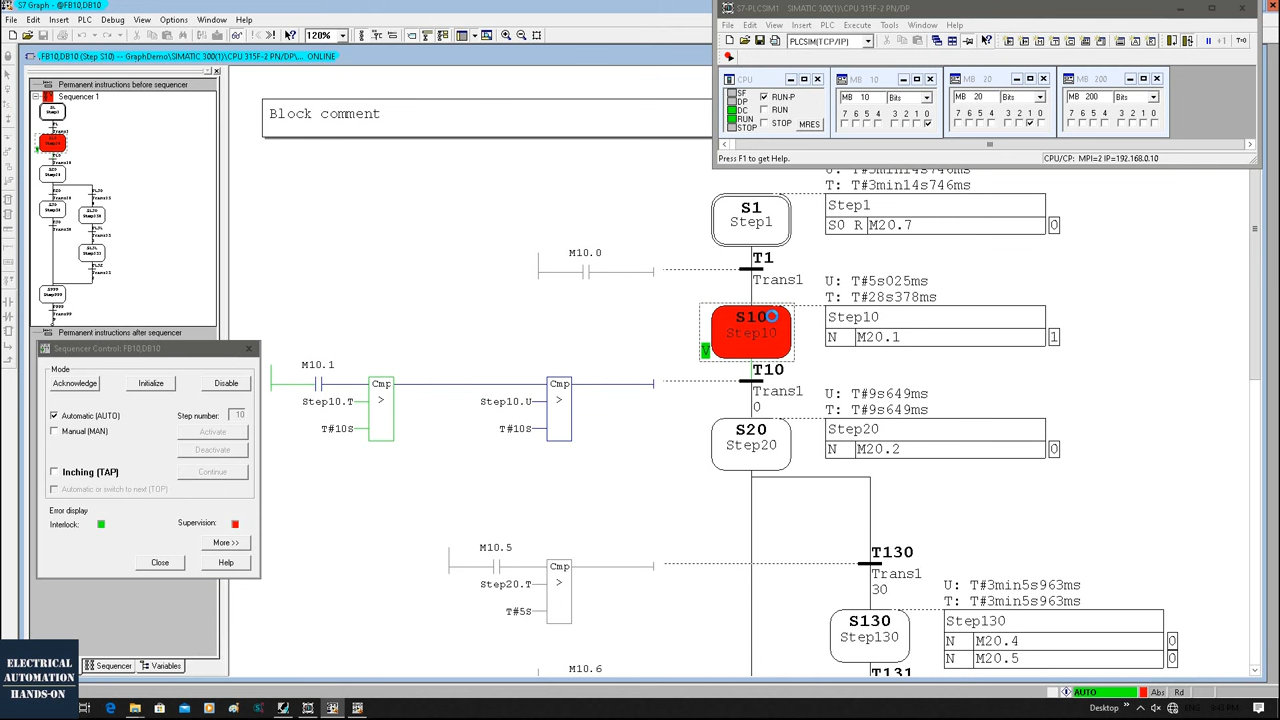 S7 Graph - @FB10,DB10
File Edit Insert PLC Debug View Options Window Help
120%
FB10,DB10 (Step S10) -- GraphDemo\SIMATIC 300(1)\CPU 315F-2 PN/DP\... ONLINE
Permanent instructions before sequencer
Sequencer 1
Permanent instructions after sequencer
Block comment
S7-PLCSIM1 SIMATIC 300(1)\CPU 315F-2 PN/DP
File Edit View Insert PLC Execute Tools Window Help
PLCSIM(TCP/IP)
CPU
SF
DP
DC
RUN
STOP
RUN-P
RUN
STOP
MRES
MB 10
MB 10 Bits
7 6 5 4 3 2 1 0
MB 20
MB 20 Bits
7 6 5 4 3 2 1 0
MB 200
MB 200 Bits
7 6 5 4 3 2 1 0
Press F1 to get Help.
CPU/CP: MPI=2 IP=192.168.0.10
U: T#3min14s746ms
T: T#3min14s746ms
S1
Step1
Step1
S0 R M20.7 0
M10.0
T1
Trans1
U: T#5s025ms
T: T#28s378ms
S10
Step10
V
Step10
N M20.1 1
M10.1
Cmp
>
Step10.T
T#10S
Cmp
>
Step10.U
T#10S
T10
Trans1
0
U: T#9s649ms
T: T#9s649ms
S20
Step20
Step20
N M20.2 0
M10.5
Cmp
>
Step20.T
T#5S
T130
Trans1
30
U: T#3min5s963ms
T: T#3min5s963ms
S130
Step130
Step130
N M20.4 0
N M20.5 0
M10.6
T131
Sequencer Control: FB10,DB10
Mode
Acknowledge Initialize Disable
Automatic (AUTO)
Step number: 10
Manual (MAN)
Activate
Deactivate
Inching (TAP)
Continue
Automatic or switch to next (TOP)
Error display
Interlock:
Supervision:
More >>
Close Help
Sequencer Variables
ELECTRICAL
AUTOMATION
HANDS-ON
AUTO Abs Rd
Desktop
ENG
9:43 PM